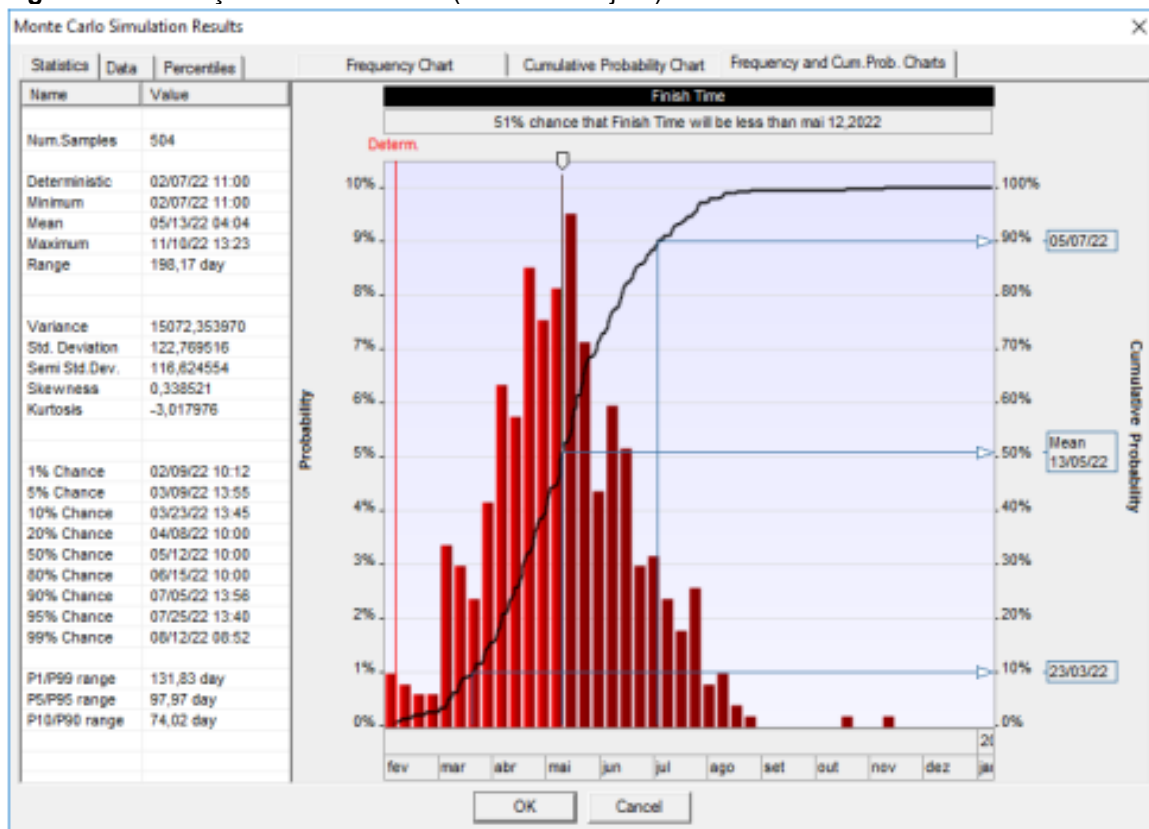 Monte Carlo Simulation Results
Statistics Data Percentiles
Frequency Chart Cumulative Probability Chart Frequency and Cum.Prob. Charts
Name Value
Num.Samples 504
Deterministic 02/07/22 11:00
Minimum 02/07/22 11:00
Mean 05/13/22 04:04
Maximum 11/10/22 13:23
Range 198,17 day
Variance 15072,353970
Std. Deviation 122,769516
Semi Std.Dev. 116,624554
Skewness 0,338521
Kurtosis -3,017976
1% Chance 02/09/22 10:12
5% Chance 03/09/22 13:55
10% Chance 03/23/22 13:45
20% Chance 04/08/22 10:00
50% Chance 05/12/22 10:00
80% Chance 06/15/22 10:00
90% Chance 07/05/22 13:56
95% Chance 07/25/22 13:40
99% Chance 08/12/22 08:52
P1/P99 range 131,83 day
P5/P95 range 97,97 day
P10/P90 range 74,02 day
Finish Time
51% chance that Finish Time will be less than mai 12,2022
Determ.
Probability
10%
9%
8%
7%
6%
5%
4%
3%
2%
1%
0%
100%
90%
80%
70%
60%
50%
40%
30%
20%
10%
0%
05/07/22
Mean
13/05/22
23/03/22
Cumulative Probability
20
fev mar abr mai jun jul ago set out nov dez jan
OK Cancel